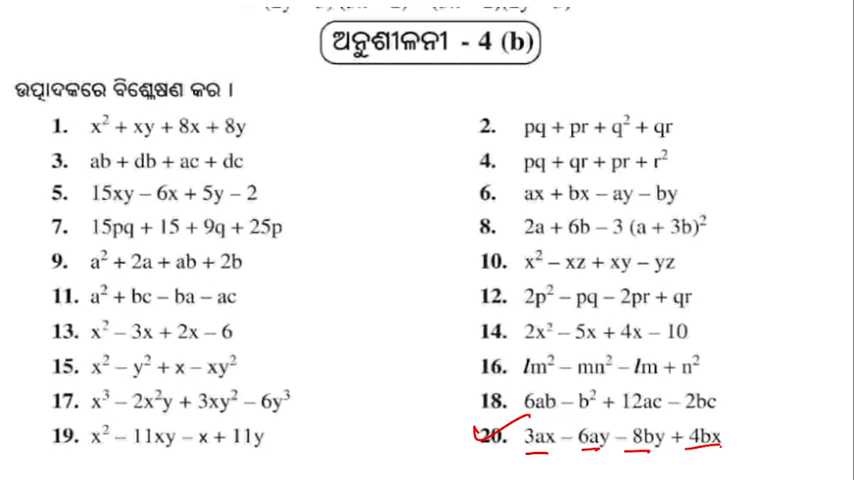 ଅନୁଶୀଳନୀ - 4 (b)
ଉତ୍ପାଦକରେ ବିଶ୍ଳେଷଣ କର ।
1. x² + xy + 8x + 8y
2. pq + pr + q² + qr
3. ab + db + ac + dc
4. pq + qr + pr + r²
5. 15xy – 6x + 5y – 2
6. ax + bx – ay – by
7. 15pq + 15 + 9q + 25p
8. 2a + 6b – 3 (a + 3b)²
9. a² + 2a + ab + 2b
10. x² – xz + xy – yz
11. a² + bc – ba – ac
12. 2p² – pq – 2pr + qr
13. x² – 3x + 2x – 6
14. 2x² – 5x + 4x – 10
15. x² – y² + x – xy²
16. lm² – mn² – lm + n²
17. x³ – 2x²y + 3xy² – 6y³
18. 6ab – b² + 12ac – 2bc
19. x² – 11xy – x + 11y
20. 3ax – 6ay – 8by + 4bx